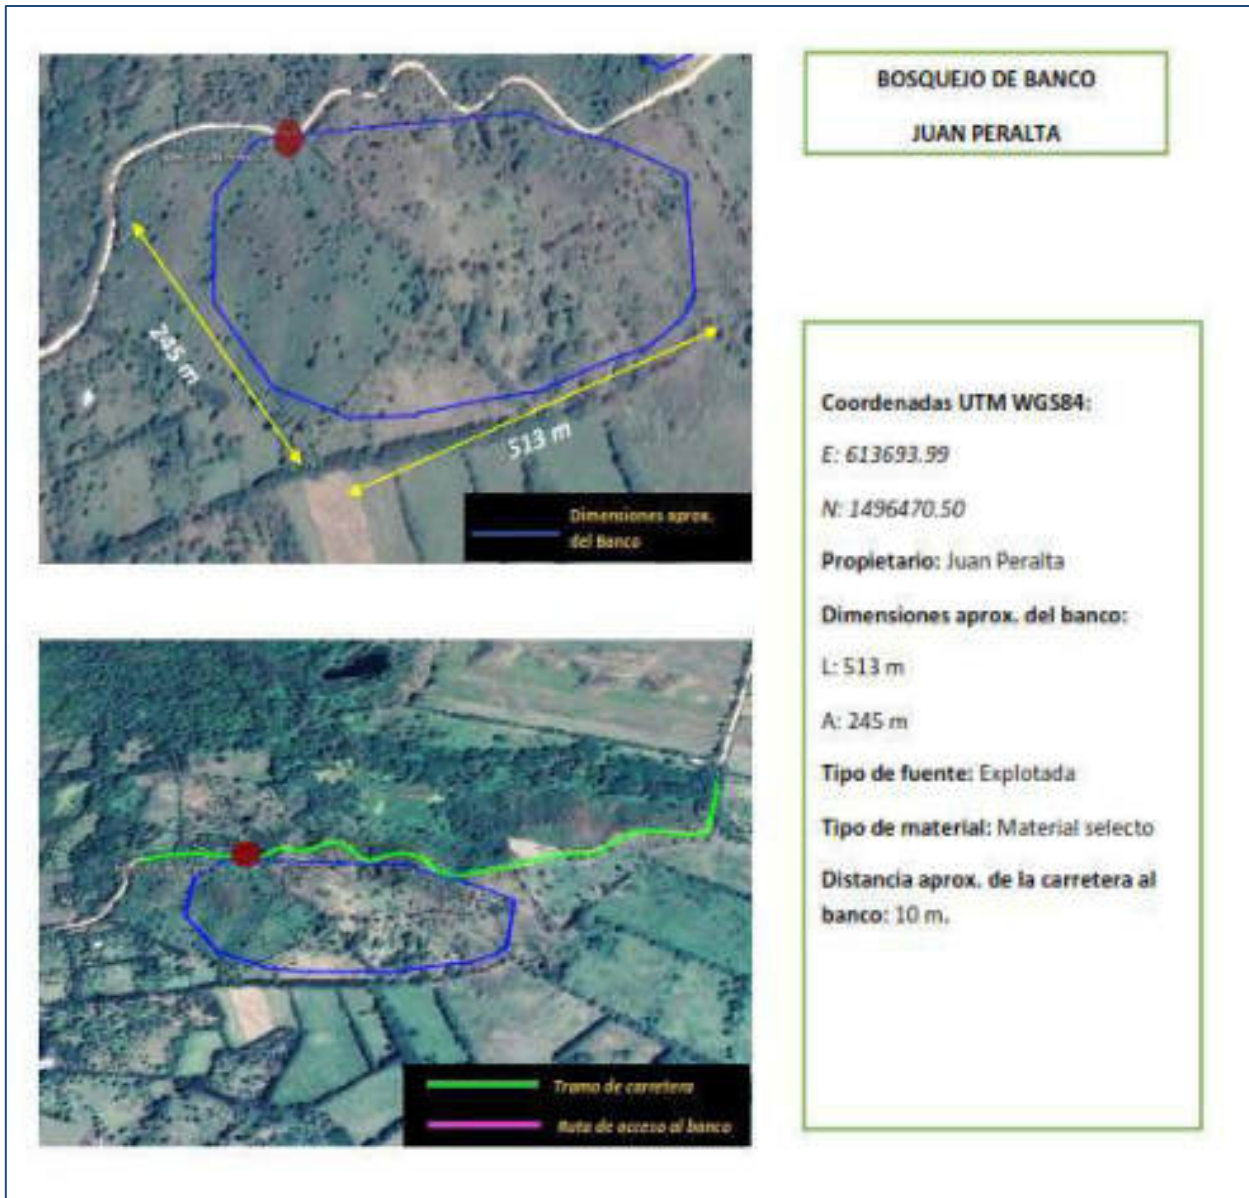 BOSQUEJO DE BANCO
JUAN PERALTA
245 m
513 m
Dimensiones aprox.
del Banco
Coordenadas UTM WGS84:
E: 613693.99
N: 1496470.50
Propietario: Juan Peralta
Dimensiones aprox. del banco:
L: 513 m
A: 245 m
Tipo de fuente: Explotada
Tipo de material: Material selecto
Distancia aprox. de la carretera al
banco: 10 m.
Tramo de carretera
Ruta de acceso al banco